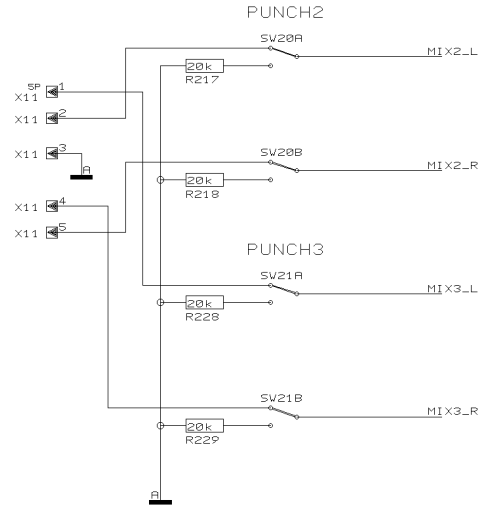 PUNCH2
SW20A
MIX2_L
20k
R217
5P
1
X11
2
X11
3
X11
A
SW20B
MIX2_R
20k
R218
4
X11
5
X11
PUNCH3
SW21A
MIX3_L
20k
R228
SW21B
MIX3_R
20k
R229
A